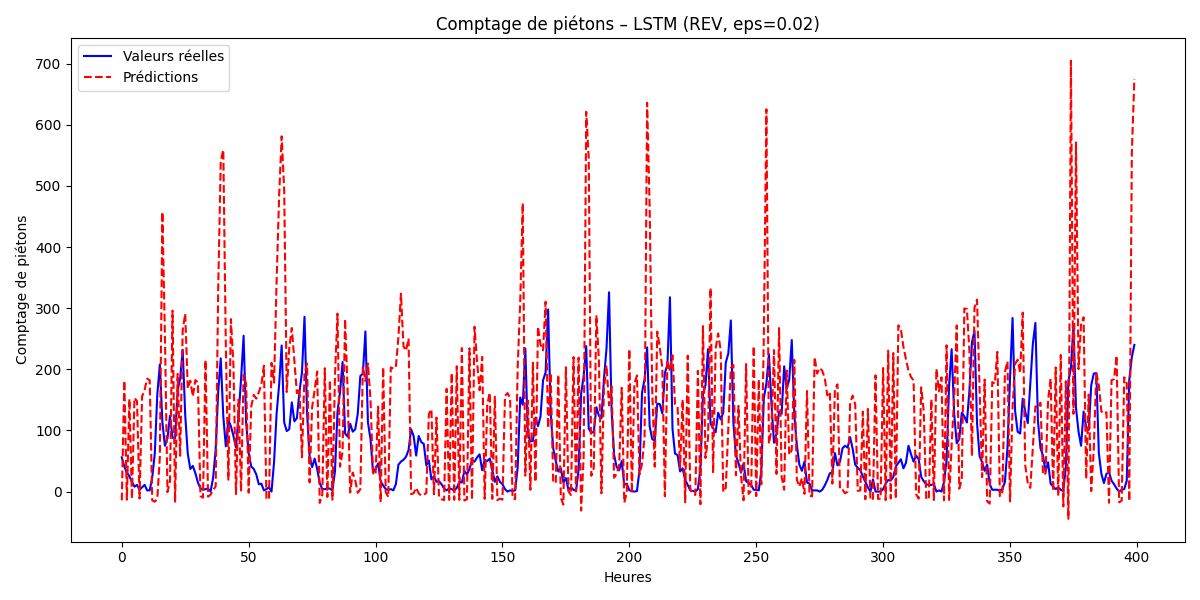 Comptage de piétons – LSTM (REV, eps=0.02)
Valeurs réelles
Prédictions
Comptage de piétons
700
600
500
400
300
200
100
0
0 50 100 150 200 250 300 350 400
Heures